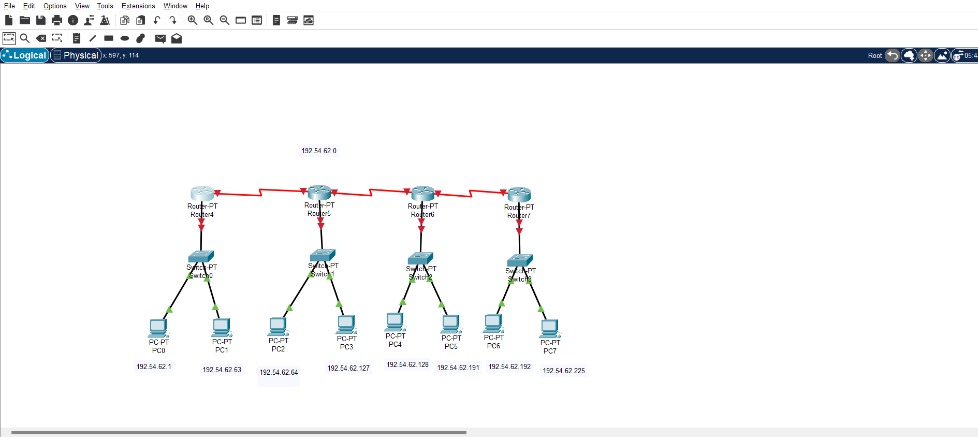 File Edit Options View Tools Extensions Window Help
Logical Physical x: 597, y: 114 Root
192.54.62.0
Router-PT
Router4
Router-PT
Router5
Router-PT
Router6
Router-PT
Router7
Switch-PT
Switch0
Switch-PT
Switch1
Switch-PT
Switch2
Switch-PT
PC-PT
PC0
PC-PT
PC1
PC-PT
PC2
PC-PT
PC3
PC-PT
PC4
PC-PT
PC5
PC-PT
PC6
PC-PT
PC7
192.54.62.1
192.54.62.63
192.54.62.64
192.54.62.127
192.54.62.128
192.54.62.191
192.54.62.192
192.54.62.225